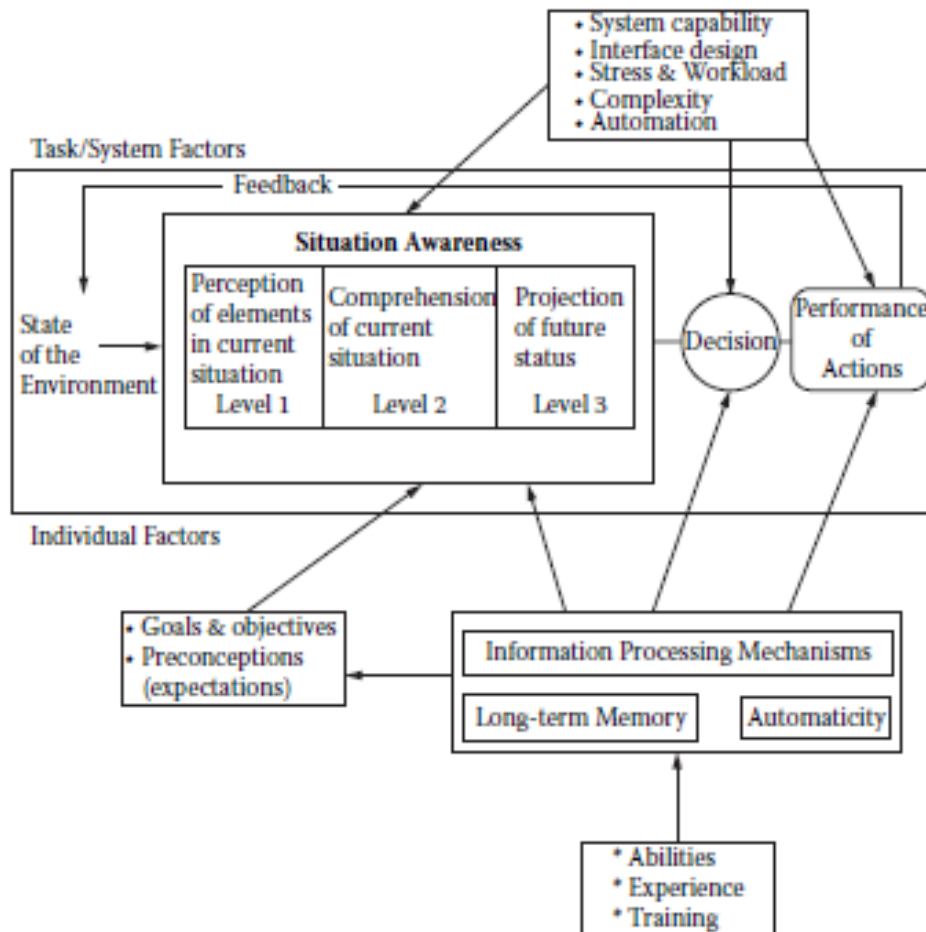 • System capability
• Interface design
• Stress & Workload
• Complexity
• Automation
Task/System Factors
Feedback
Situation Awareness
Perception
of elements
in current
situation
Level 1
Comprehension
of current
situation
Level 2
Projection
of future
status
Level 3
State
of the
Environment
Decision
Performance
of
Actions
Individual Factors
• Goals & objectives
• Preconceptions
(expectations)
Information Processing Mechanisms
Long-term Memory
Automaticity
* Abilities
* Experience
* Training